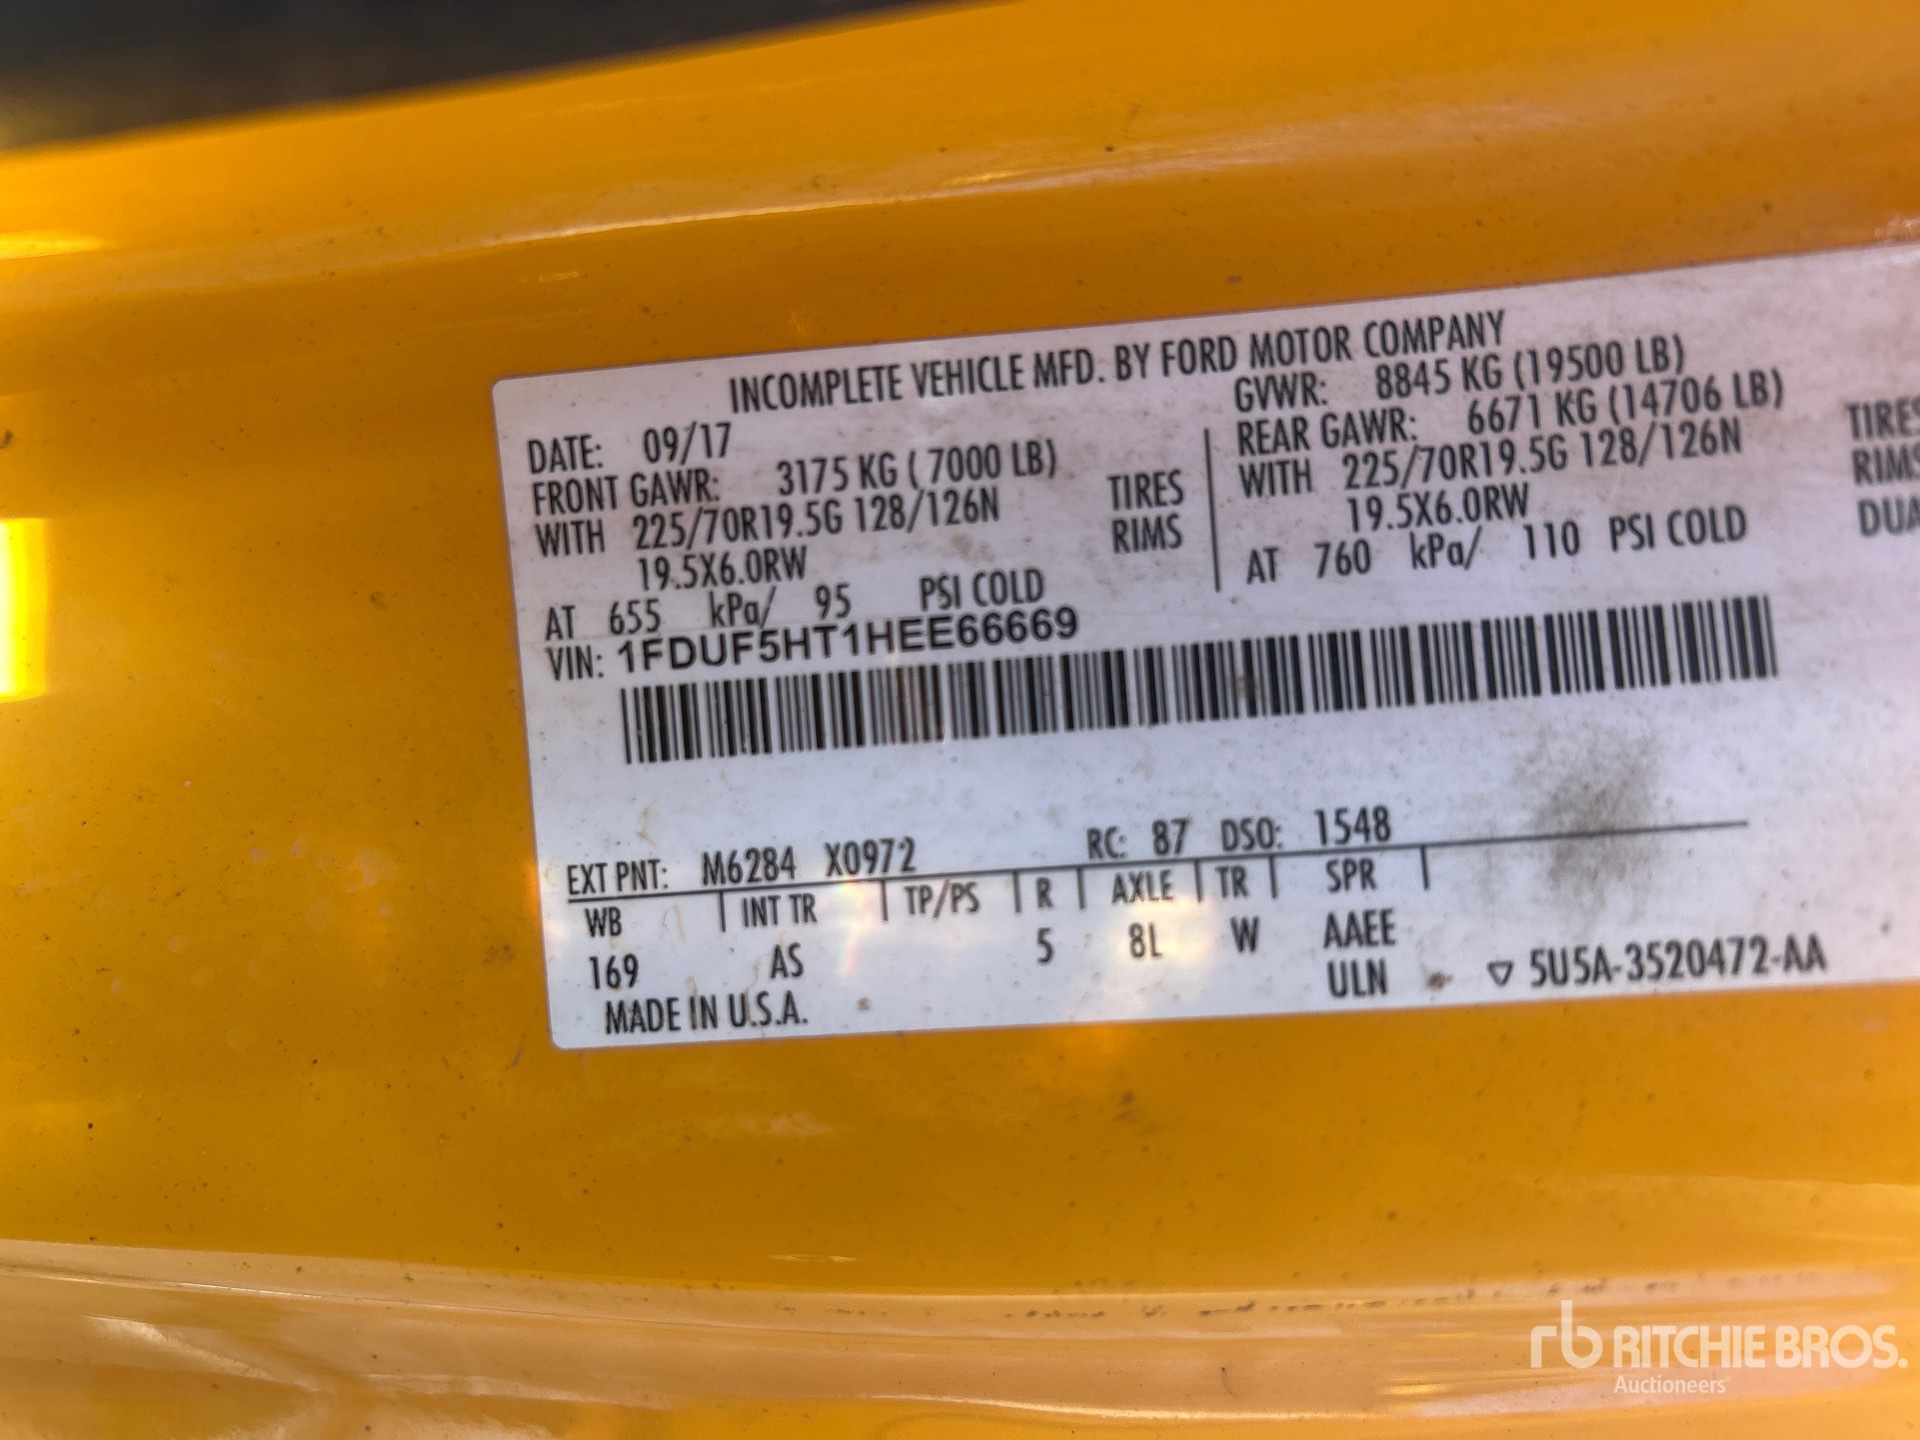 INCOMPLETE VEHICLE MFD. BY FORD MOTOR COMPANY
DATE: 09/17
GVWR: 8845 KG (19500 LB)
FRONT GAWR: 3175 KG ( 7000 LB)
REAR GAWR: 6671 KG (14706 LB)
WITH 225/70R19.5G 128/126N TIRES
WITH 225/70R19.5G 128/126N TIRES
19.5X6.0RW RIMS
19.5X6.0RW RIMS
AT 655 kPa/ 95 PSI COLD
AT 760 kPa/ 110 PSI COLD
VIN: 1FDUF5HT1HEE66669
EXT PNT: M6284 X0972 RC: 87 DSO: 1548
WB INT TR TP/PS R AXLE TR SPR
169 AS 5 8L W AAEE
ULN
5U5A-3520472-AA
MADE IN U.S.A.
rb RITCHIE BROS.
Auctioneers